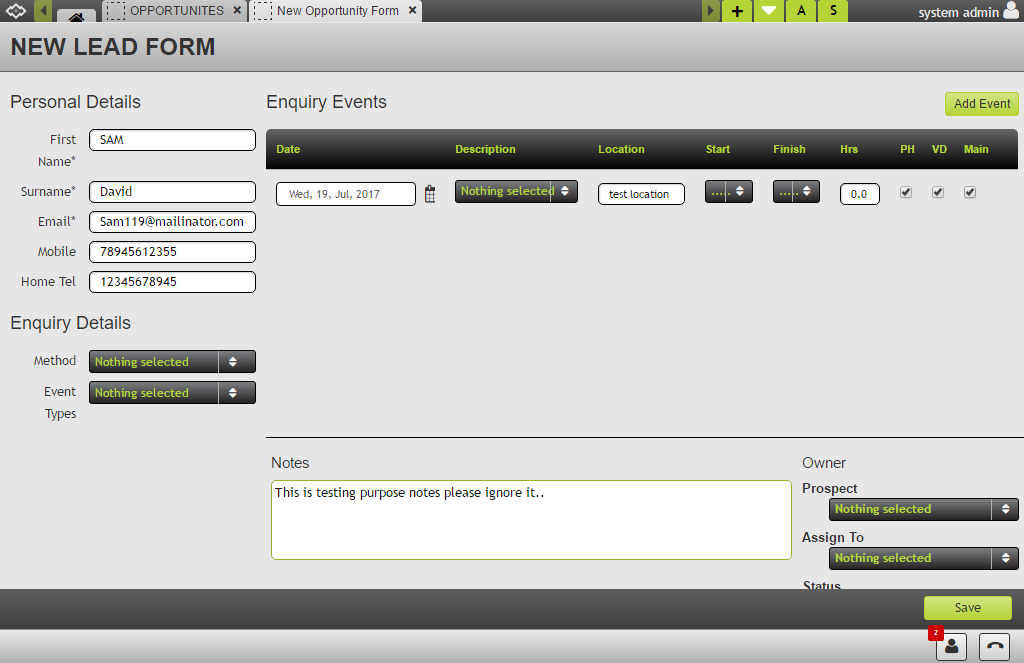 OPPORTUNITES ×
New Opportunity Form ×
+ A S
system admin
NEW LEAD FORM
Personal Details
First Name* SAM
Surname* David
Email* Sam119@mailinator.com
Mobile 78945612355
Home Tel 12345678945
Enquiry Details
Method Nothing selected
Event Types Nothing selected
Enquiry Events
Add Event
Date Description Location Start Finish Hrs PH VD Main
Wed, 19, Jul, 2017 Nothing selected test location ..... ..... 0.0
Notes
This is testing purpose notes please ignore it..
Owner
Prospect
Nothing selected
Assign To
Nothing selected
Status
Save
z